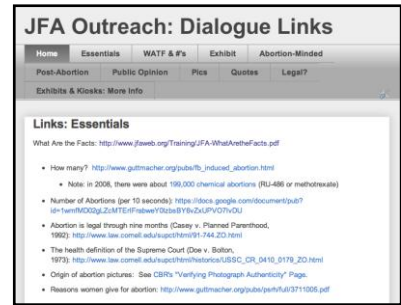 JFA Outreach: Dialogue Links
Home Essentials WATF & #'s Exhibit Abortion-Minded
Post-Abortion Public Opinion Pics Quotes Legal?
Exhibits & Kiosks: More Info
Links: Essentials
What Are the Facts: http://www.jfaweb.org/Training/JFA-WhatAretheFacts.pdf
How many? http://www.guttmacher.org/pubs/fb_induced_abortion.html
Note: in 2008, there were about 199,000 chemical abortions (RU-486 or methotrexate)
Number of Abortions (per 10 seconds): https://docs.google.com/document/pub?
Abortion is legal through nine months (Casey v. Planned Parenthood,
1992): http://www.law.cornell.edu/supct/html/91-744.ZO.html
The health definition of the Supreme Court (Doe v. Bolton,
1973): http://www.law.cornell.edu/supct/html/historics/USSC_CR_0410_0179_ZO.html
Origin of abortion pictures: See CBR's "Verifying Photograph Authenticity" Page.
Reasons women give for abortion: http://www.guttmacher.org/pubs/psrh/full/3711005.pdf